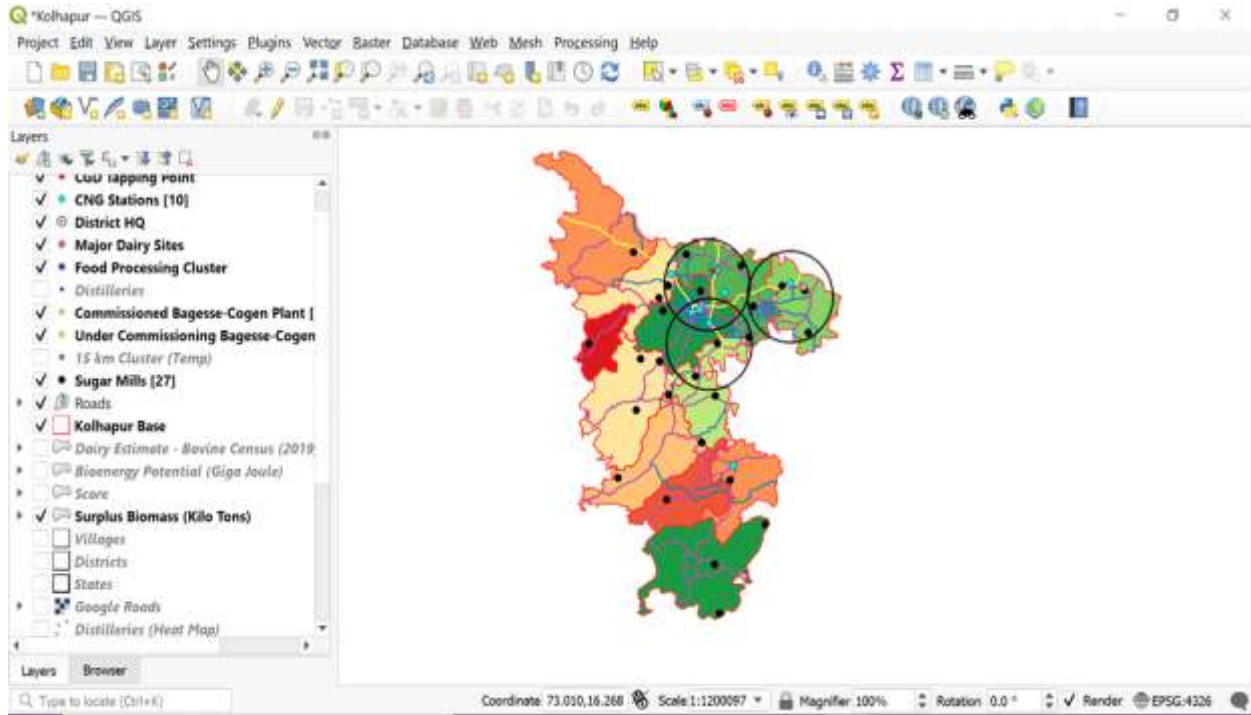 *Kolhapur — QGIS
Project Edit View Layer Settings Plugins Vector Raster Database Web Mesh Processing Help
Layers
CGD Tapping Point
CNG Stations [10]
District HQ
Major Dairy Sites
Food Processing Cluster
Distilleries
Commissioned Bagesse-Cogen Plant [
Under Commissioning Bagesse-Cogen
15 km Cluster (Temp)
Sugar Mills [27]
Roads
Kolhapur Base
Dairy Estimate - Bovine Census (2019
Bioenergy Potential (Giga Joule)
Score
Surplus Biomass (Kilo Tons)
Villages
Districts
States
Google Roads
Distilleries (Heat Map)
Layers Browser
Type to locate (Ctrl+K) Coordinate 73.010,16.268 Scale 1:1200097 Magnifier 100% Rotation 0.0 ° Render EPSG:4326